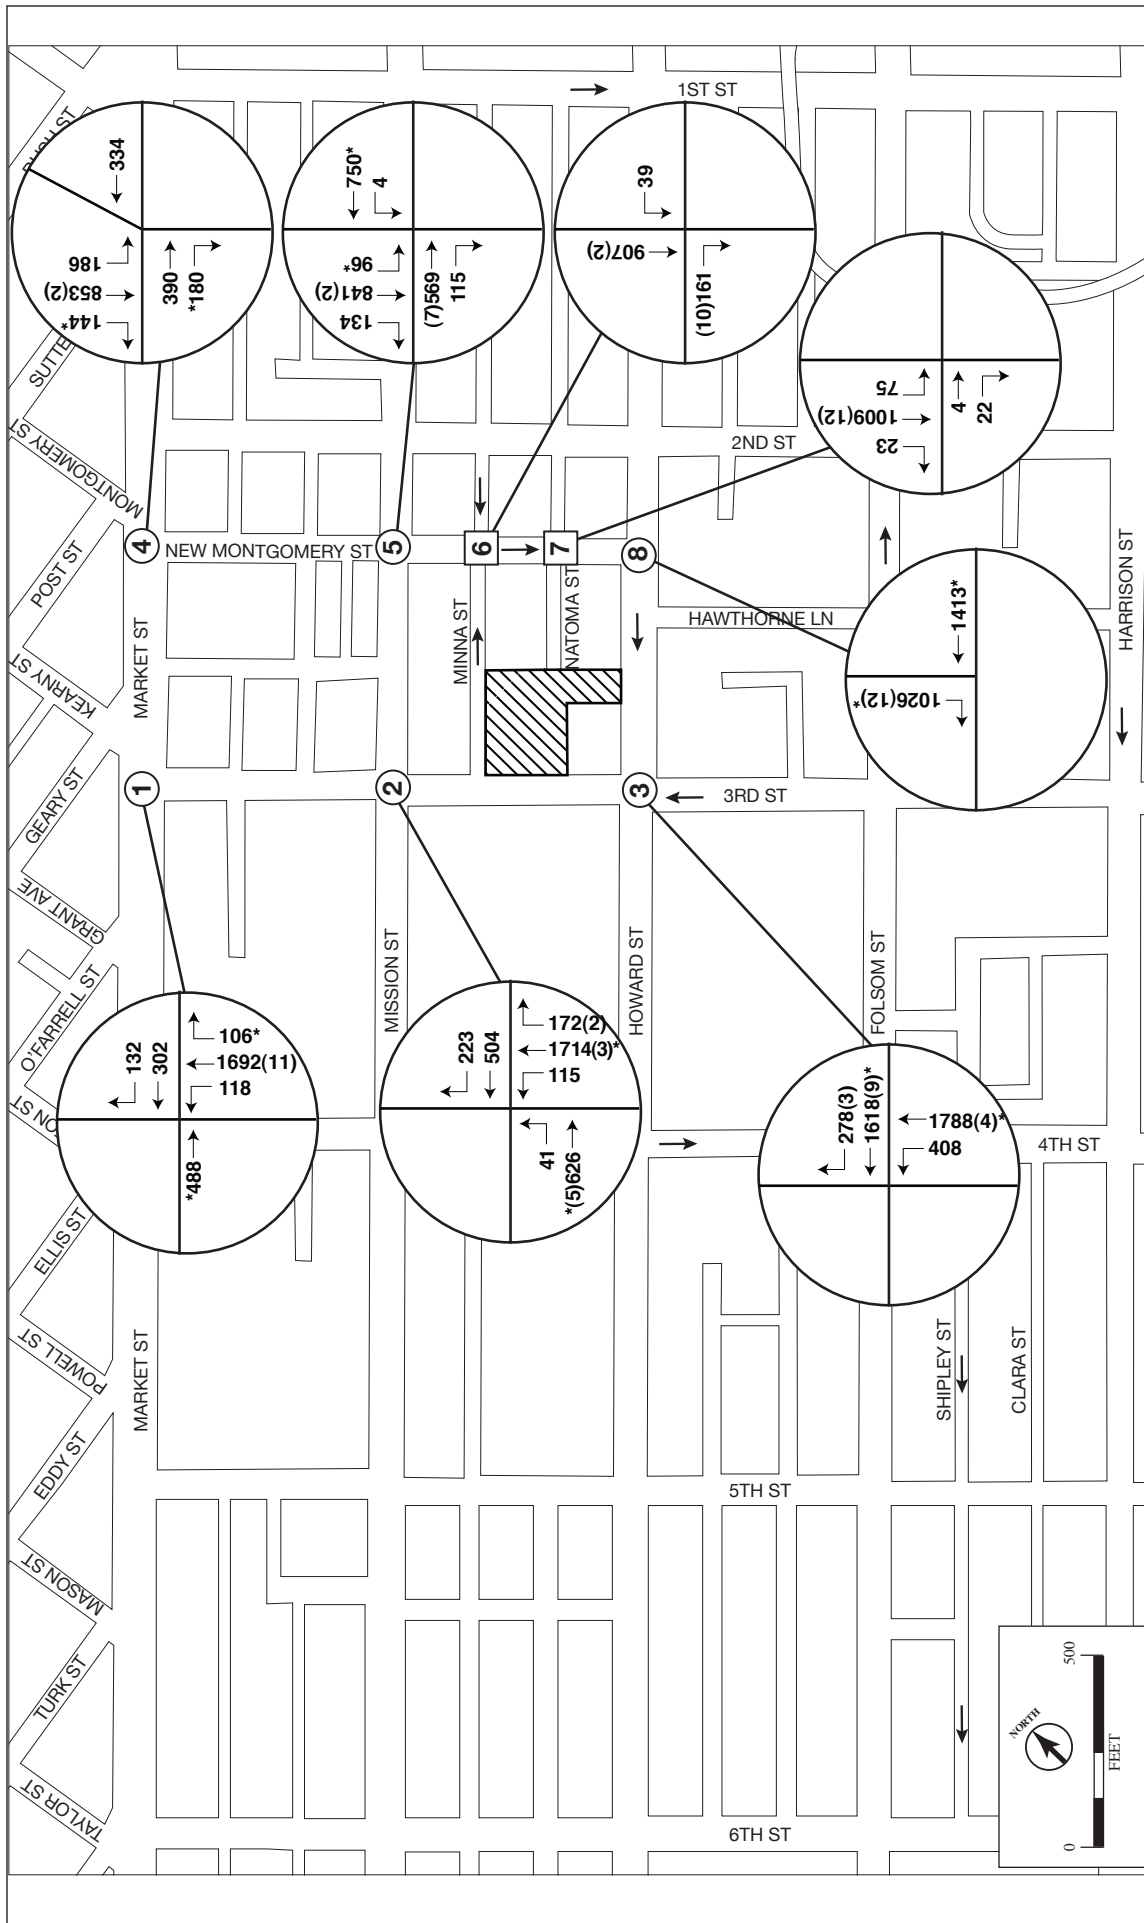 BUSH ST
SUTTE
MONTGOMERY ST
POST ST
KEARNY ST
GEARY ST
GRANT AVE
O'FARRELL ST
ON ST
ELLIS ST
POWELL ST
EDDY ST
MASON ST
TURK ST
TAYLOR ST
MARKET ST
MARKET ST
MISSION ST
MINNA ST
NATOMA ST
HOWARD ST
FOLSOM ST
SHIPLEY ST
CLARA ST
HARRISON ST
1ST ST
2ND ST
NEW MONTGOMERY ST
HAWTHORNE LN
3RD ST
4TH ST
5TH ST
6TH ST
1
132
302
106*
1692(11)
118
*488
2
223
504
172(2)
1714(3)*
115
41
*(5)626
3
278(3)
1618(9)*
1788(4)*
408
4
334
186
853(2)
144*
390
*180
5
750*
4
96*
841(2)
134
(7)569
115
6
39
907(2)
(10)161
7
75
1009(12)
23
4
22
8
1413*
1026(12)*
NORTH
0
500
FEET